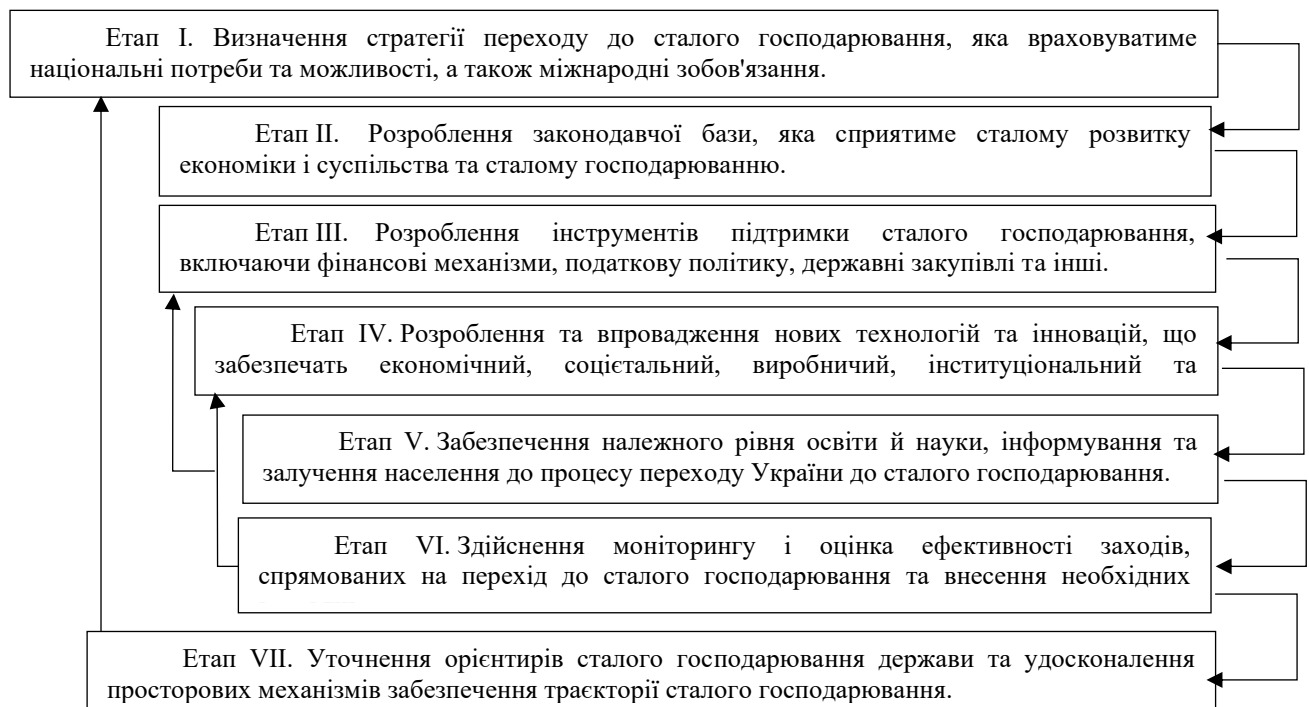 Етап I. Визначення стратегії переходу до сталого господарювання, яка враховуватиме
національні потреби та можливості, а також міжнародні зобов'язання.
Етап II. Розроблення законодавчої бази, яка сприятиме сталому розвитку
економіки і суспільства та сталому господарюванню.
Етап III. Розроблення інструментів підтримки сталого господарювання,
включаючи фінансові механізми, податкову політику, державні закупівлі та інші.
Етап IV. Розроблення та впровадження нових технологій та інновацій, що
забезпечать економічний, соцієтальний, виробничий, інституціональний та
Етап V. Забезпечення належного рівня освіти й науки, інформування та
залучення населення до процесу переходу України до сталого господарювання.
Етап VI. Здійснення моніторингу і оцінка ефективності заходів,
спрямованих на перехід до сталого господарювання та внесення необхідних
Етап VII. Уточнення орієнтирів сталого господарювання держави та удосконалення
просторових механізмів забезпечення траєкторії сталого господарювання.